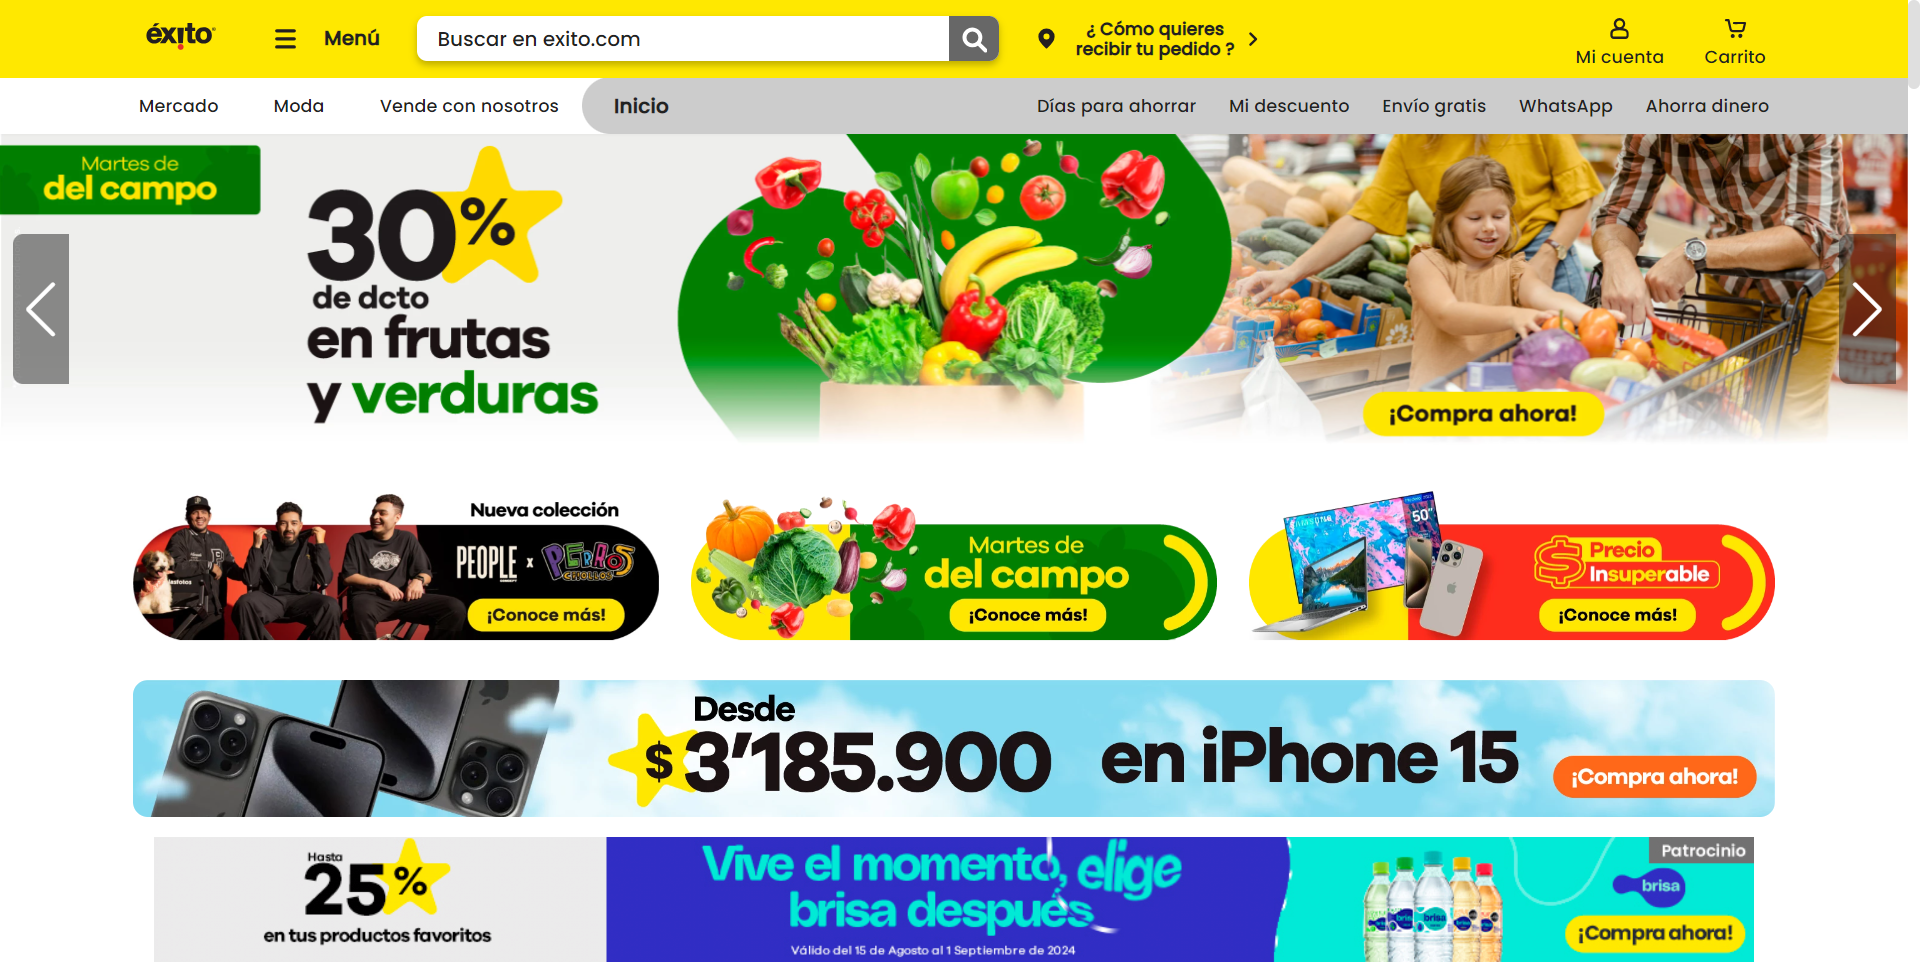 éxito
Menú
Buscar en exito.com
¿ Cómo quieres
recibir tu pedido ?
Mi cuenta
Carrito
Mercado
Moda
Vende con nosotros
Inicio
Días para ahorrar
Mi descuento
Envío gratis
WhatsApp
Ahorra dinero
Martes de
del campo
30%
de dcto
en frutas
y verduras
¡Compra ahora!
Nueva colección
PEOPLE x PERROS
CRIOLLOS
¡Conoce más!
Martes de
del campo
¡Conoce más!
SAMSUNG
50"
Precio
Insuperable
¡Conoce más!
Desde
$3'185.900 en iPhone 15
¡Compra ahora!
Hasta
25%
en tus productos favoritos
Vive el momento, elige
brisa después
Válido del 15 de Agosto al 1 Septiembre de 2024
Patrocinio
brisa
brisa
brisa
¡Compra ahora!